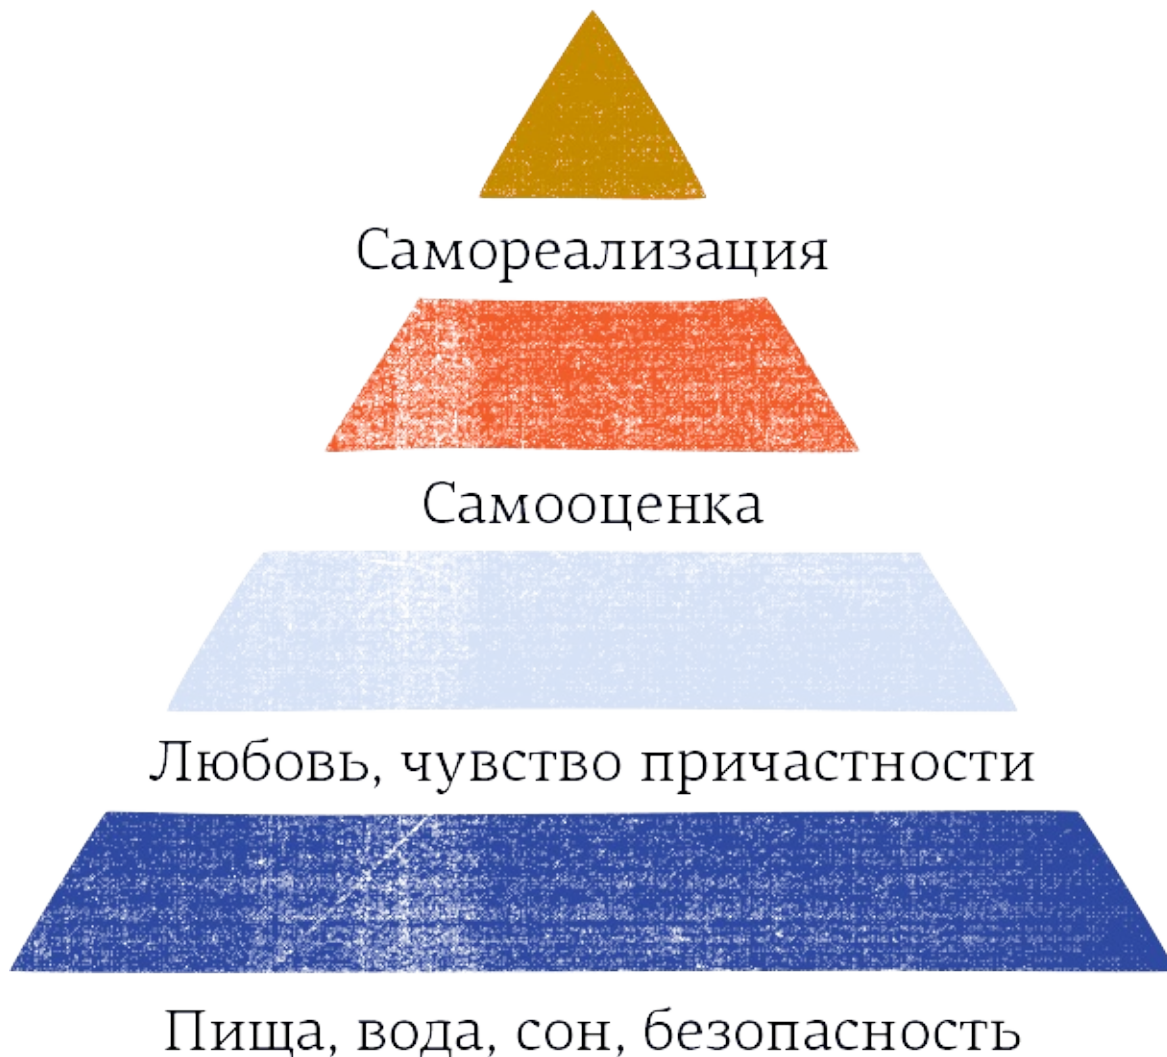 Самореализация
Самооценка
Любовь, чувство причастности
Пища, вода, сон, безопасность